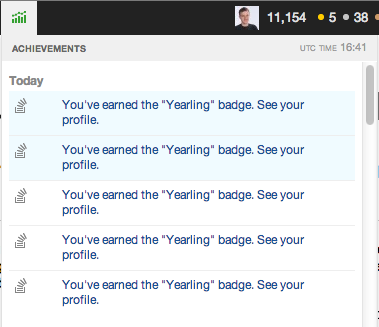 11,154 5 38
ACHIEVEMENTS UTC TIME 16:41
Today
You've earned the "Yearling" badge. See your
profile.
You've earned the "Yearling" badge. See your
profile.
You've earned the "Yearling" badge. See your
profile.
You've earned the "Yearling" badge. See your
profile.
You've earned the "Yearling" badge. See your
profile.